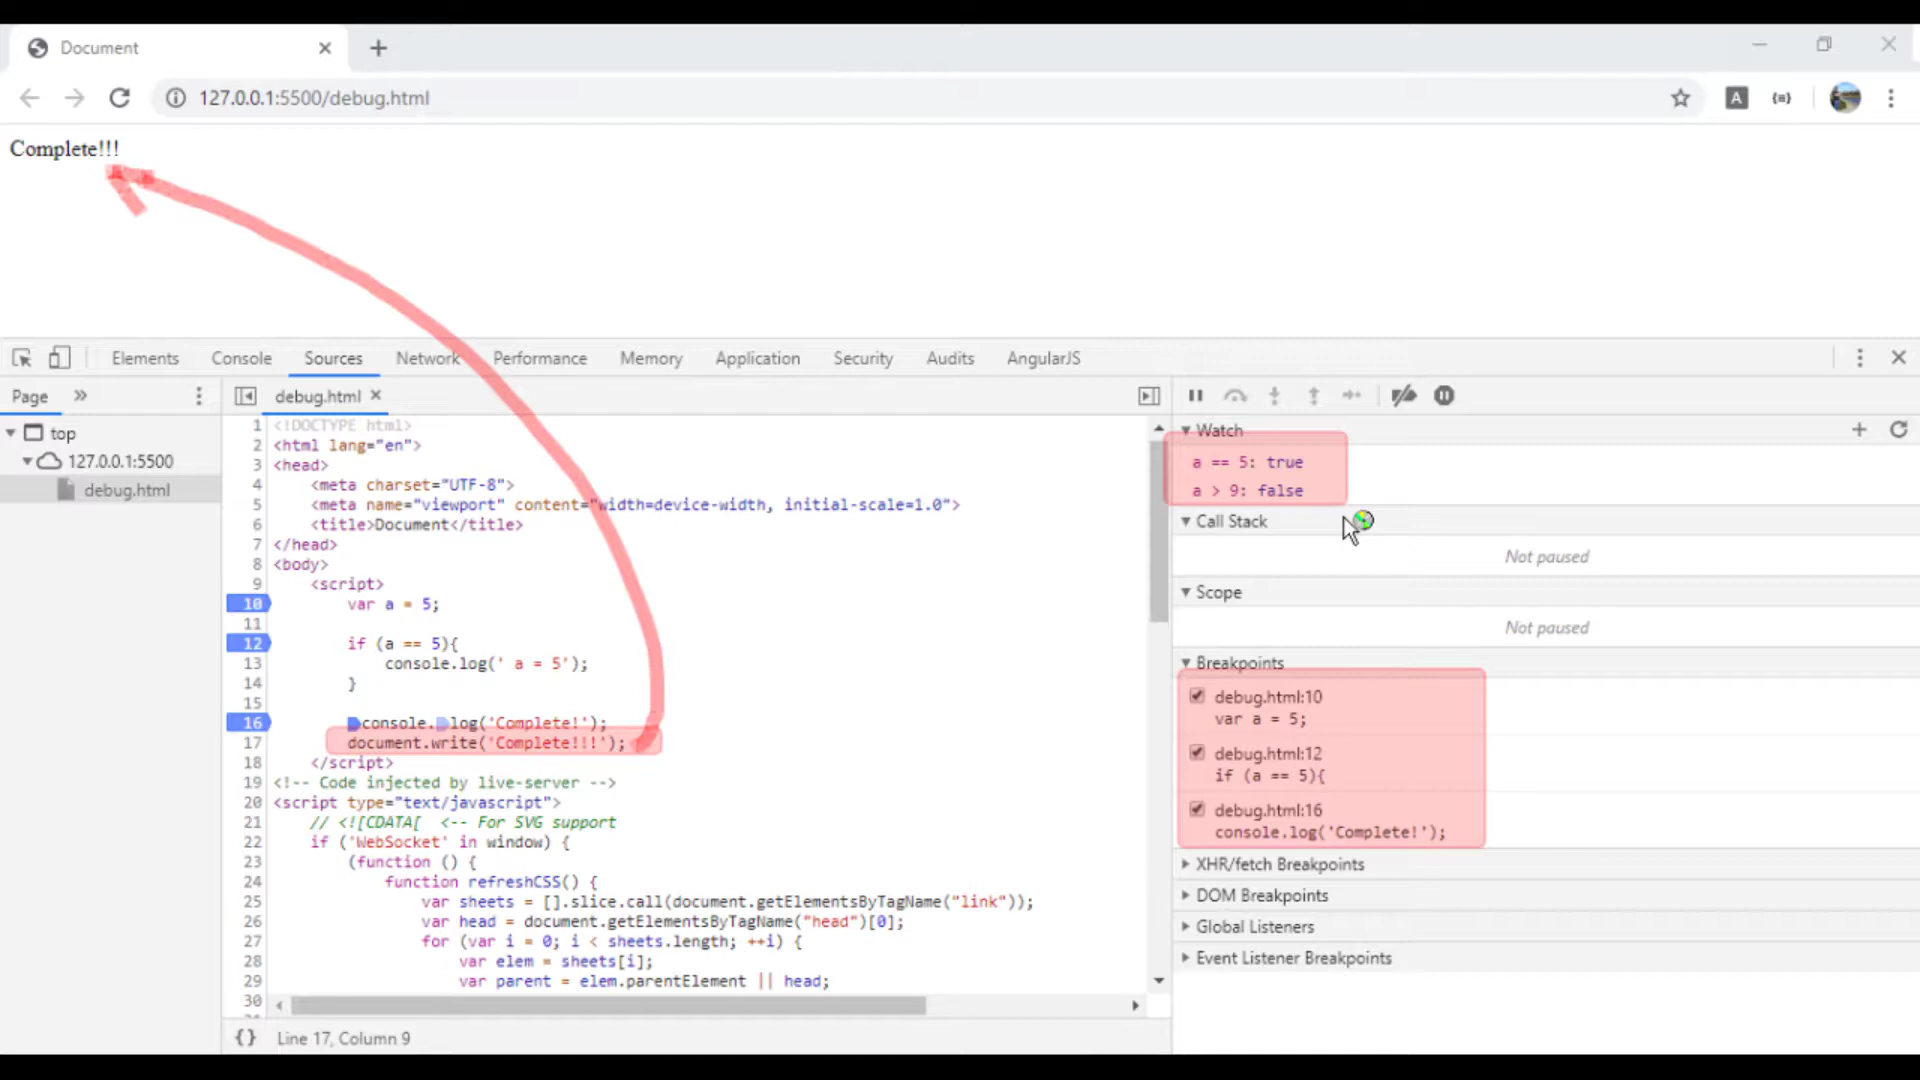 Document
127.0.0.1:5500/debug.html
A
Complete!!!
Elements Console Sources Network Performance Memory Application Security Audits AngularJS
Page »
debug.html
top
127.0.0.1:5500
debug.html
1 <!DOCTYPE html>
2 <html lang="en">
3 <head>
4 <meta charset="UTF-8">
5 <meta name="viewport" content="width=device-width, initial-scale=1.0">
6 <title>Document</title>
7 </head>
8 <body>
9 <script>
10 var a = 5;
11
12 if (a == 5){
13 console.log(' a = 5');
14 }
15
16 console.log('Complete!');
17 document.write('Complete!!!');
18 </script>
19 <!-- Code injected by live-server -->
20 <script type="text/javascript">
21 // <![CDATA[ <-- For SVG support
22 if ('WebSocket' in window) {
23 (function () {
24 function refreshCSS() {
25 var sheets = [].slice.call(document.getElementsByTagName("link"));
26 var head = document.getElementsByTagName("head")[0];
27 for (var i = 0; i < sheets.length; ++i) {
28 var elem = sheets[i];
29 var parent = elem.parentElement || head;
30
{} Line 17, Column 9
Watch
a == 5: true
a > 9: false
Call Stack
Not paused
Scope
Not paused
Breakpoints
debug.html:10
var a = 5;
debug.html:12
if (a == 5){
debug.html:16
console.log('Complete!');
XHR/fetch Breakpoints
DOM Breakpoints
Global Listeners
Event Listener Breakpoints